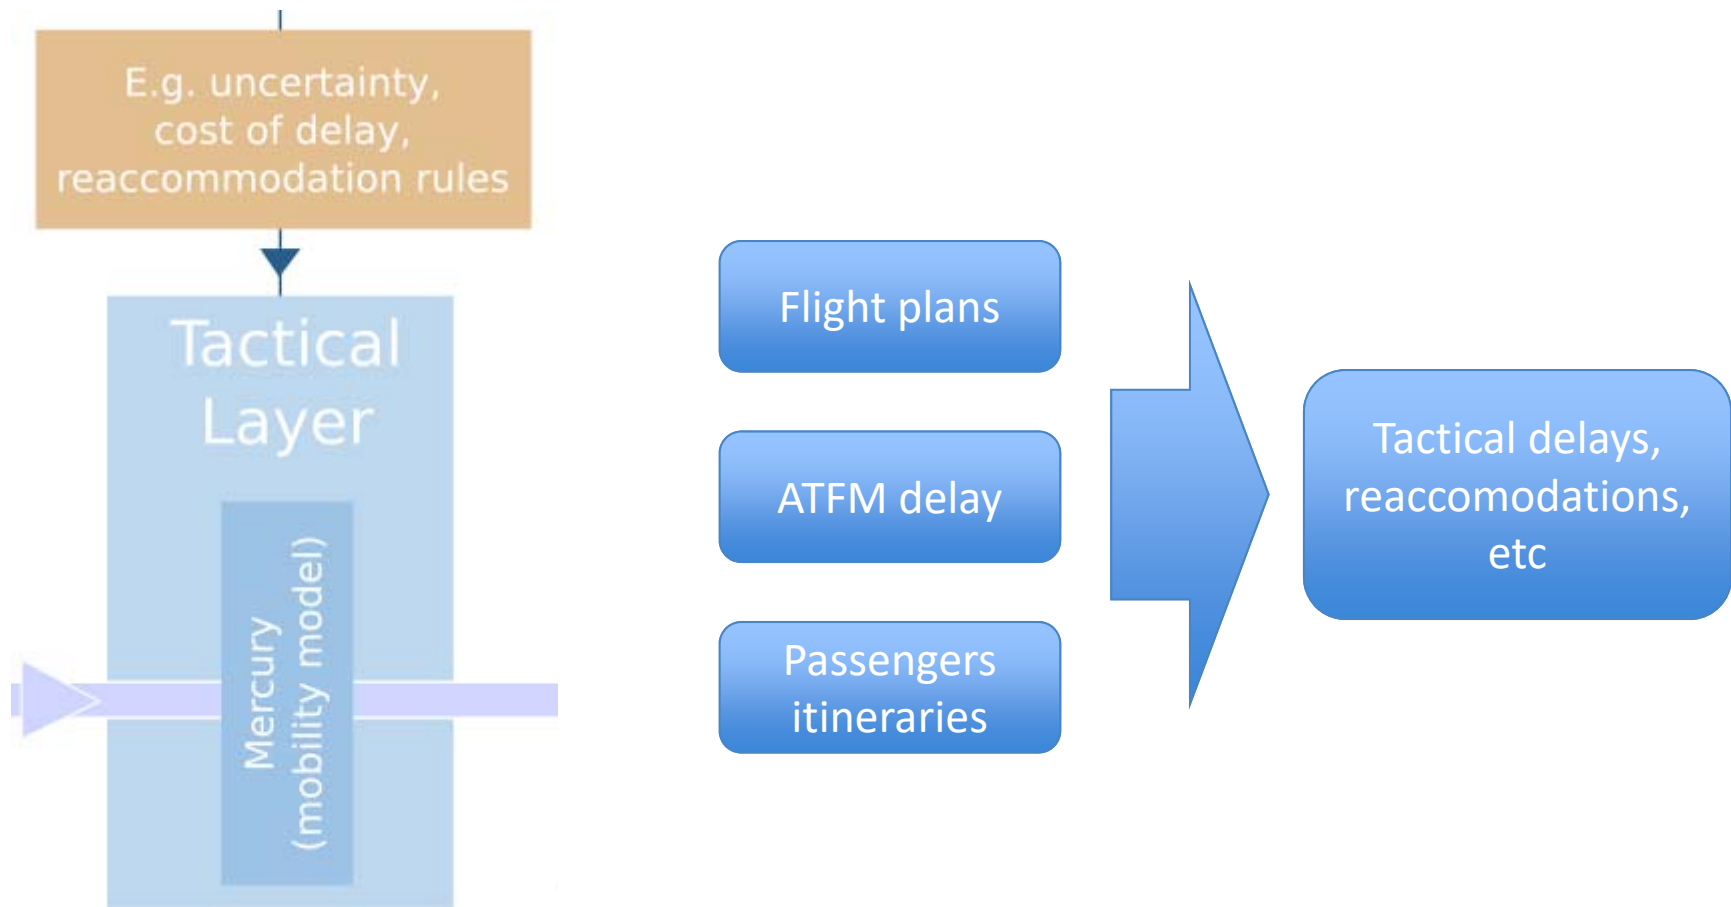 E.g. uncertainty,
cost of delay,
reaccommodation rules
Tactical
Layer
Mercury
(mobility model)
Flight plans
ATFM delay
Passengers
itineraries
Tactical delays,
reaccomodations,
etc